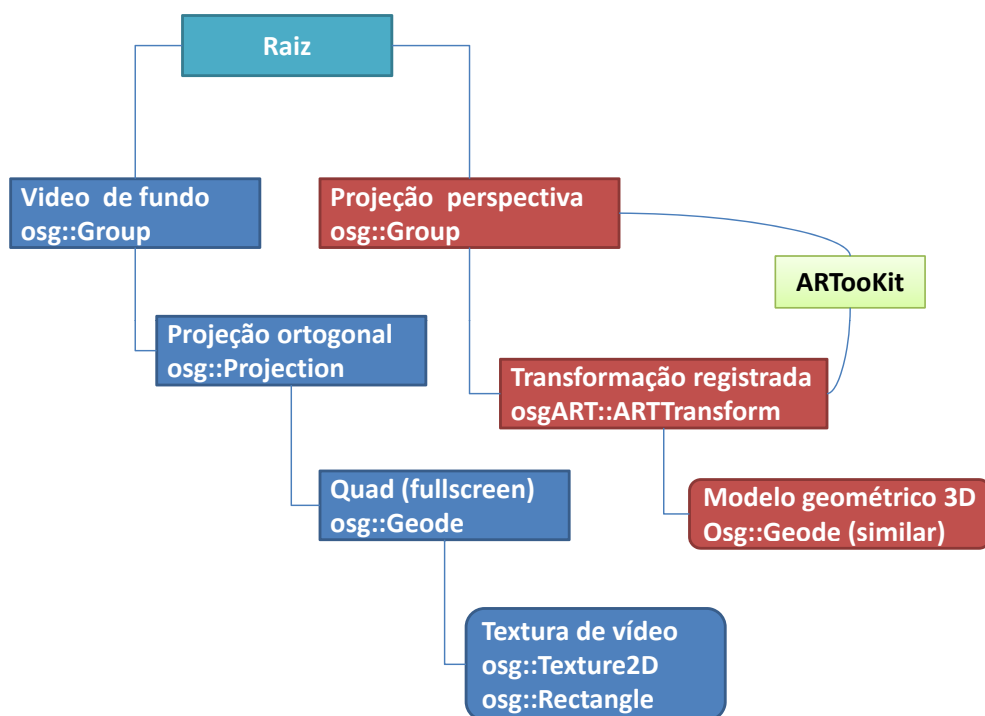 Raiz
Video de fundo
osg::Group
Projeção perspectiva
osg::Group
ARTooKit
Projeção ortogonal
osg::Projection
Transformação registrada
osgART::ARTTransform
Quad (fullscreen)
osg::Geode
Modelo geométrico 3D
Osg::Geode (similar)
Textura de vídeo
osg::Texture2D
osg::Rectangle